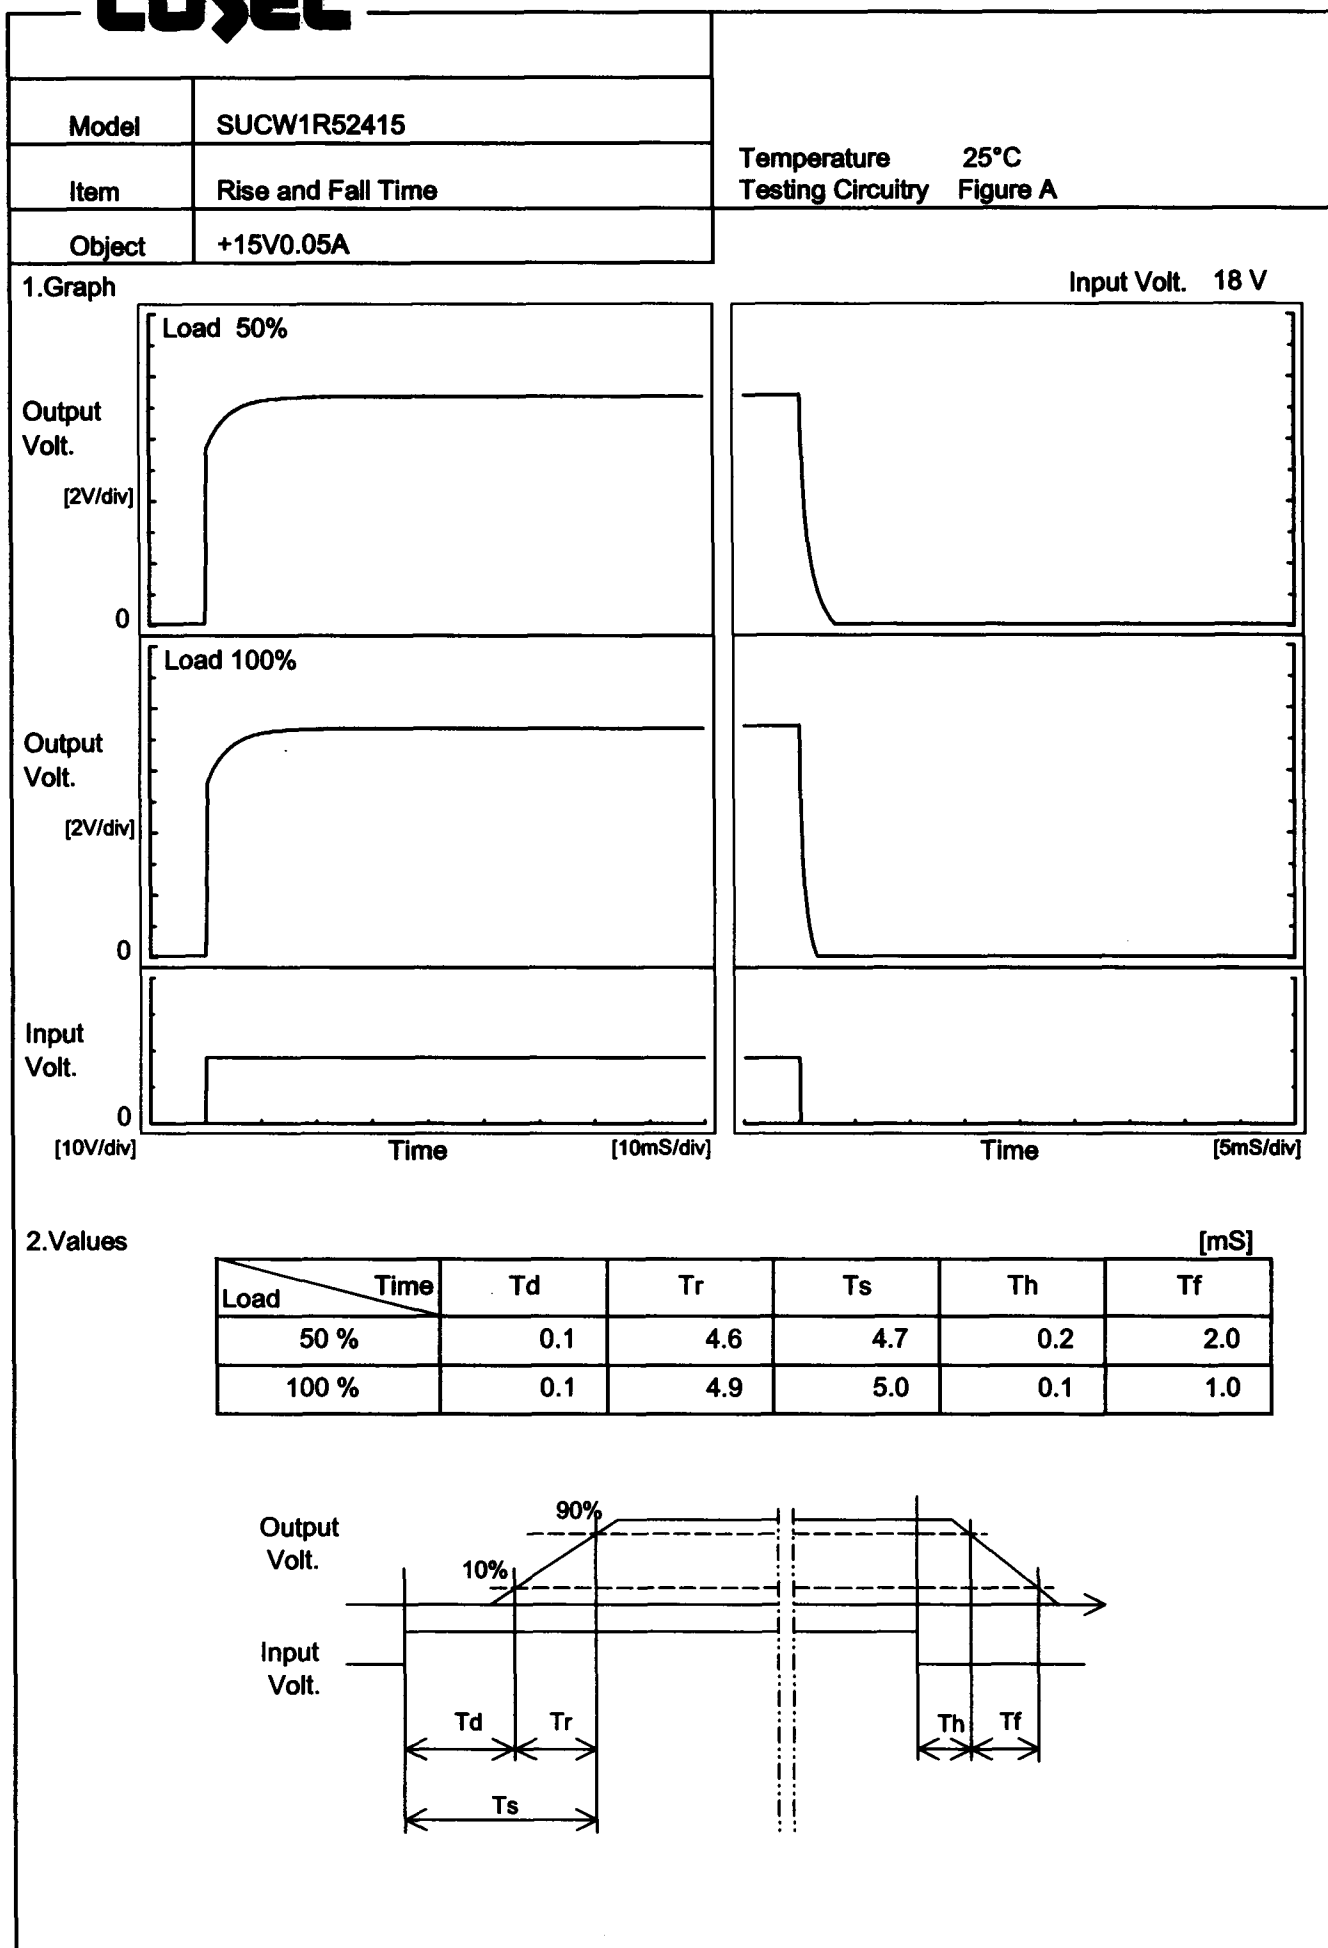 COSEL
Model SUCW1R52415
Temperature 25°C
Item Rise and Fall Time Testing Circuitry Figure A
Object +15V0.05A
1.Graph Input Volt. 18 V
Load 50%
Output
Volt.
[2V/div]
0
Load 100%
Output
Volt.
[2V/div]
0
Input
Volt.
0
[10V/div] Time [10mS/div] Time [5mS/div]
2.Values [mS]
Time Td Tr Ts Th Tf
Load
50 % 0.1 4.6 4.7 0.2 2.0
100 % 0.1 4.9 5.0 0.1 1.0
90%
Output
Volt.
10%
Input
Volt.
Td Tr Th Tf
Ts